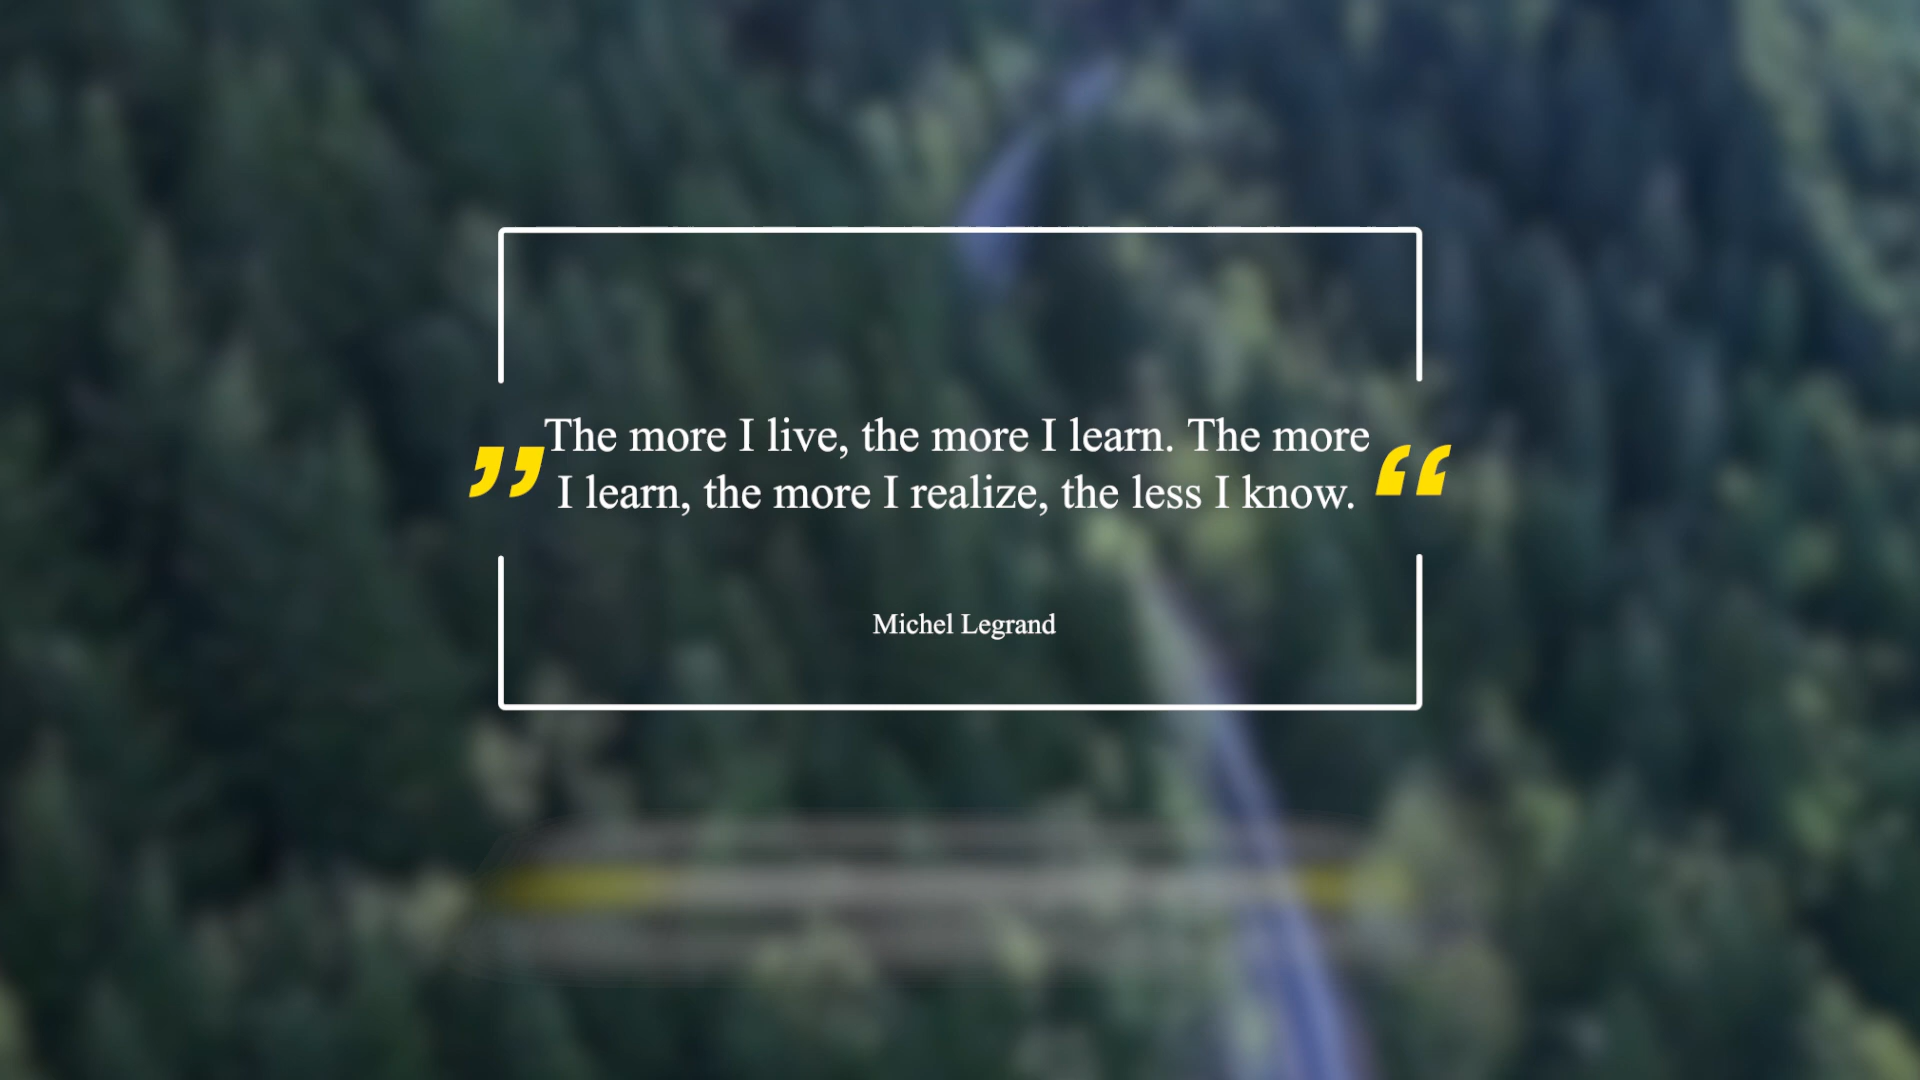 ”The more I live, the more I learn. The more
I learn, the more I realize, the less I know.“
Michel Legrand